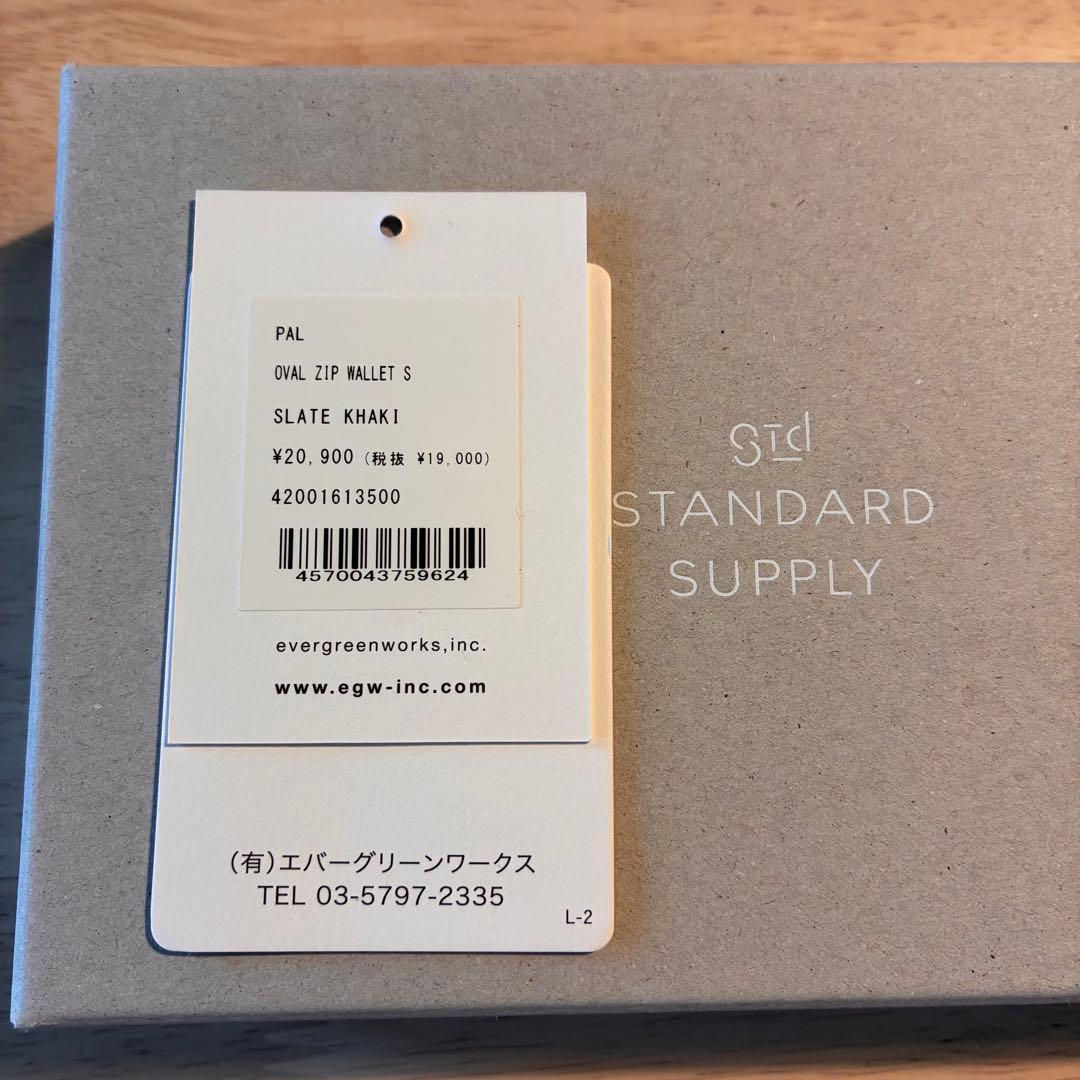 PAL
OVAL ZIP WALLET S
SLATE KHAKI
¥20,900 (税抜 ¥19,000)
42001613500
4570043759624
evergreenworks,inc.
www.egw-inc.com
(有)エバーグリーンワークス
TEL 03-5797-2335
L-2
std
STANDARD
SUPPLY